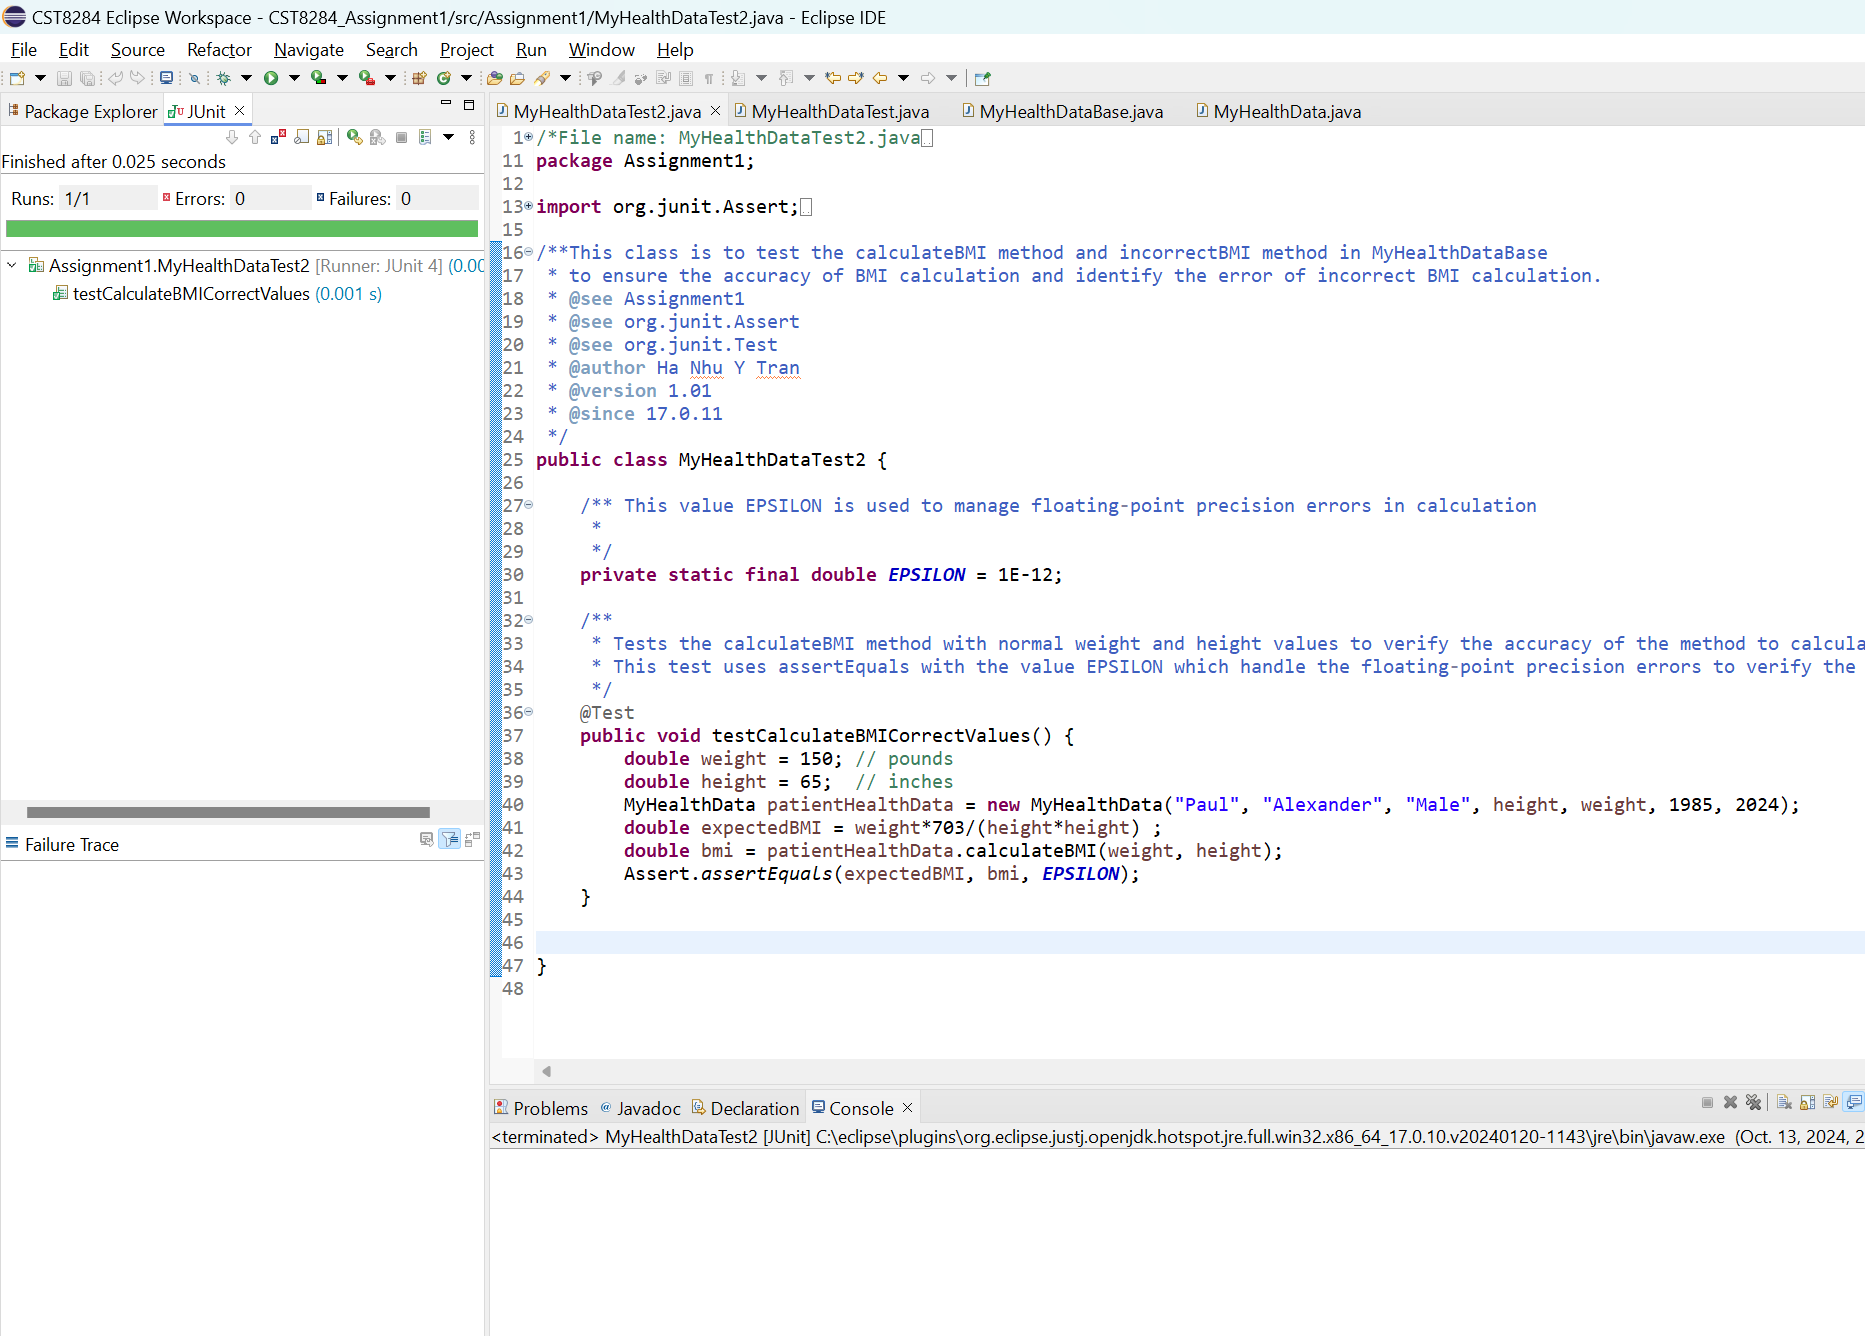 CST8284 Eclipse Workspace - CST8284_Assignment1/src/Assignment1/MyHealthDataTest2.java - Eclipse IDE
File Edit Source Refactor Navigate Search Project Run Window Help
Package Explorer JUnit
Finished after 0.025 seconds
Runs: 1/1 Errors: 0 Failures: 0
Assignment1.MyHealthDataTest2 [Runner: JUnit 4] (0.00
testCalculateBMICorrectValues (0.001 s)
Failure Trace
MyHealthDataTest2.java MyHealthDataTest.java MyHealthDataBase.java MyHealthData.java
1 /*File name: MyHealthDataTest2.java
11 package Assignment1;
12
13 import org.junit.Assert;
15
16 /**This class is to test the calculateBMI method and incorrectBMI method in MyHealthDataBase
17 * to ensure the accuracy of BMI calculation and identify the error of incorrect BMI calculation.
18 * @see Assignment1
19 * @see org.junit.Assert
20 * @see org.junit.Test
21 * @author Ha Nhu Y Tran
22 * @version 1.01
23 * @since 17.0.11
24 */
25 public class MyHealthDataTest2 {
26
27 /** This value EPSILON is used to manage floating-point precision errors in calculation
28 *
29 */
30 private static final double EPSILON = 1E-12;
31
32 /**
33 * Tests the calculateBMI method with normal weight and height values to verify the accuracy of the method to calcula
34 * This test uses assertEquals with the value EPSILON which handle the floating-point precision errors to verify the
35 */
36 @Test
37 public void testCalculateBMICorrectValues() {
38 double weight = 150; // pounds
39 double height = 65;  // inches
40 MyHealthData patientHealthData = new MyHealthData("Paul", "Alexander", "Male", height, weight, 1985, 2024);
41 double expectedBMI = weight*703/(height*height) ;
42 double bmi = patientHealthData.calculateBMI(weight, height);
43 Assert.assertEquals(expectedBMI, bmi, EPSILON);
44 }
45
46
47 }
48
Problems Javadoc Declaration Console
<terminated> MyHealthDataTest2 [JUnit] C:\eclipse\plugins\org.eclipse.justj.openjdk.hotspot.jre.full.win32.x86_64_17.0.10.v20240120-1143\jre\bin\javaw.exe (Oct. 13, 2024, 2